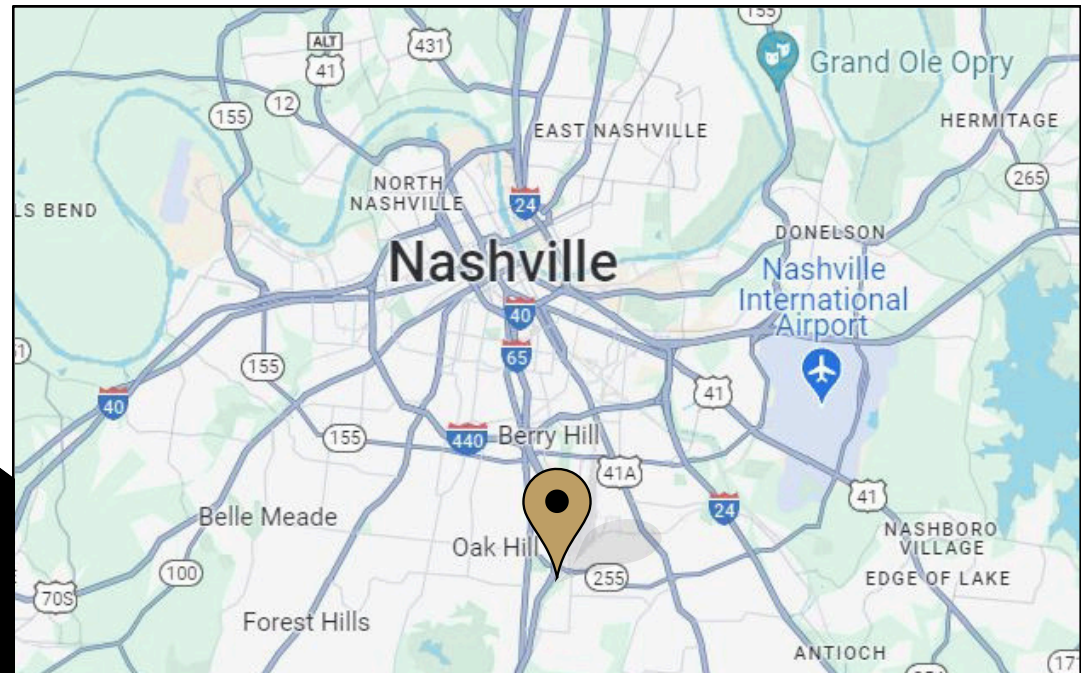 155
ALT
41
431
Grand Ole Opry
12
155
HERMITAGE
EAST NASHVILLE
265
NORTH
NASHVILLE
24
LS BEND
DONELSON
Nashville
Nashville
International
Airport
40
65
155
41
40
155
440
Berry Hill
41A
41
24
Belle Meade
NASHBORO
VILLAGE
Oak Hill
100
255
EDGE OF LAKE
70S
Forest Hills
ANTIOCH